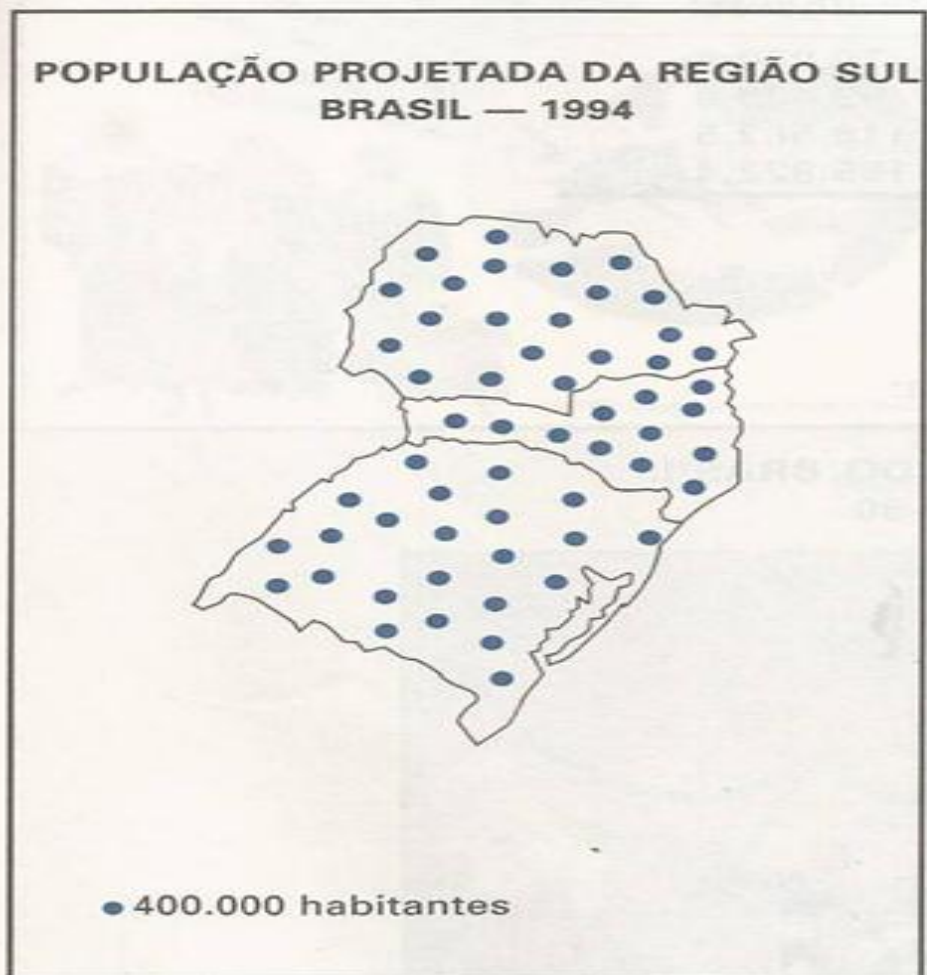 POPULAÇÃO PROJETADA DA REGIÃO SUL
BRASIL — 1994
400.000 habitantes